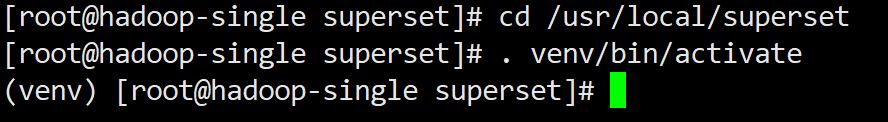 [root@hadoop-single superset]# cd /usr/local/superset
[root@hadoop-single superset]# . venv/bin/activate
(venv) [root@hadoop-single superset]#